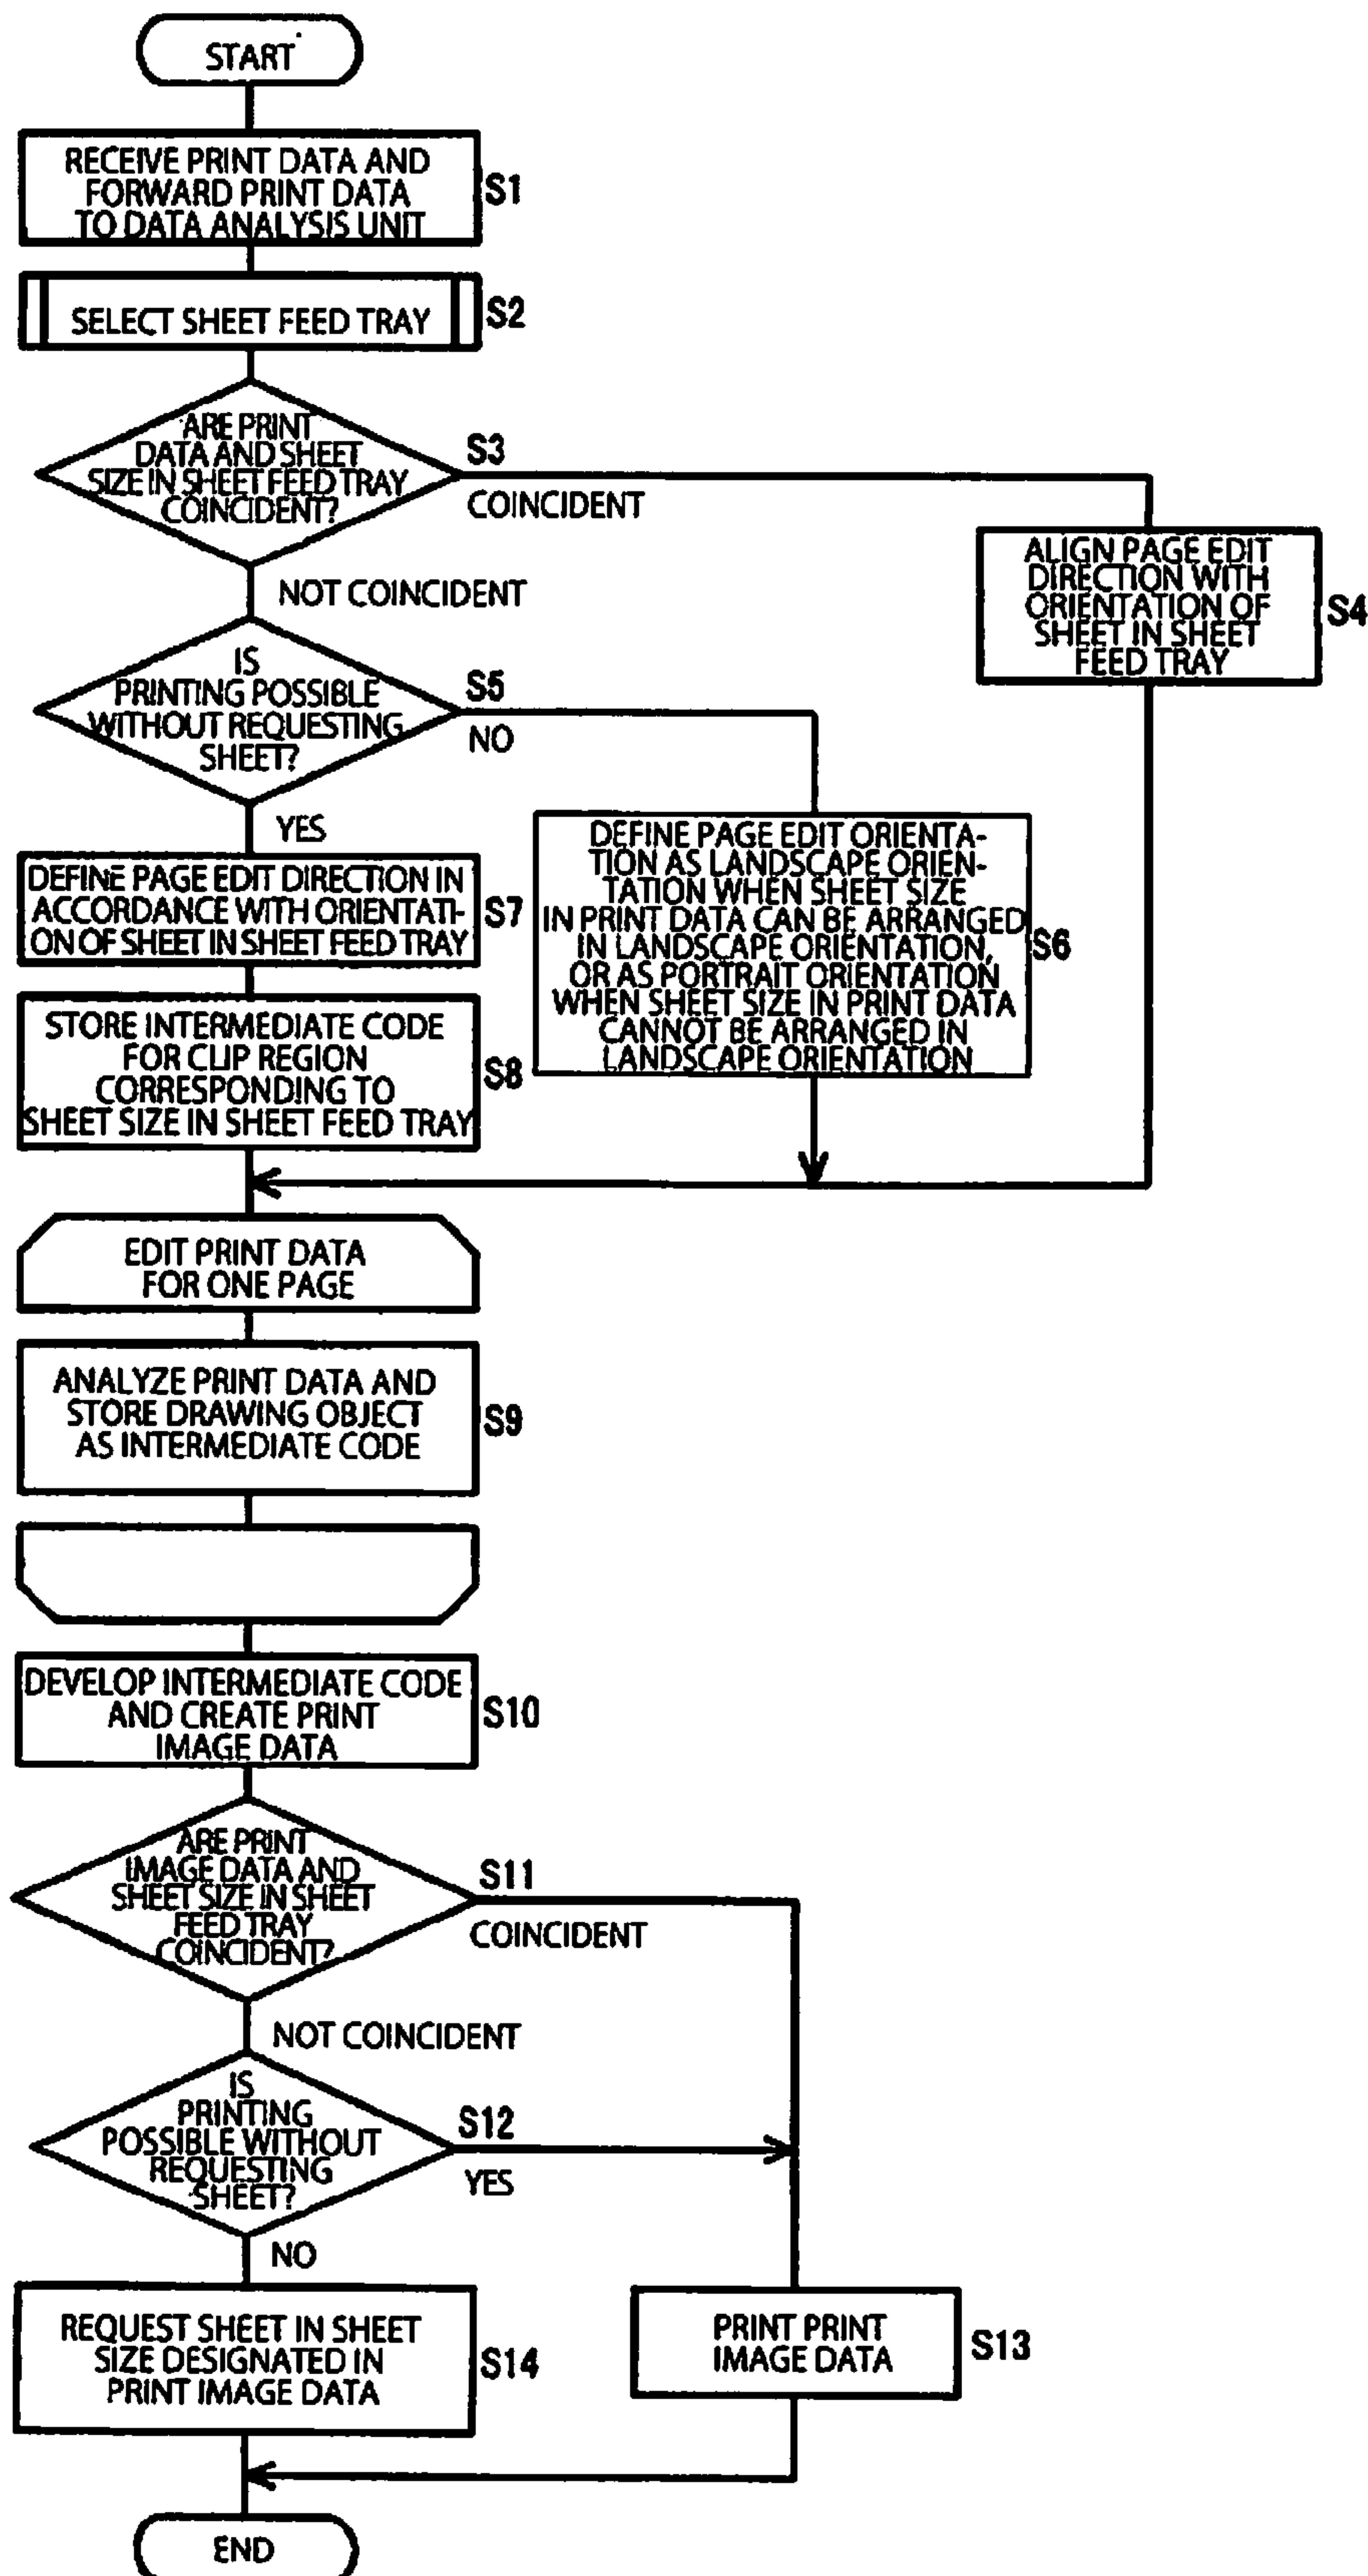 START
RECEIVE PRINT DATA AND
FORWARD PRINT DATA
TO DATA ANALYSIS UNIT
S1
SELECT SHEET FEED TRAY
S2
ARE PRINT
DATA AND SHEET
SIZE IN SHEET FEED TRAY
COINCIDENT?
S3
COINCIDENT
ALIGN PAGE EDIT
DIRECTION WITH
ORIENTATION OF
SHEET IN SHEET
FEED TRAY
S4
NOT COINCIDENT
IS
PRINTING POSSIBLE
WITHOUT REQUESTING
SHEET?
S5
NO
YES
DEFINE PAGE EDIT ORIENTA-
TION AS LANDSCAPE ORIEN-
TATION WHEN SHEET SIZE
IN PRINT DATA CAN BE ARRANGED
IN LANDSCAPE ORIENTATION,
OR AS PORTRAIT ORIENTATION
WHEN SHEET SIZE IN PRINT DATA
CANNOT BE ARRANGED IN
LANDSCAPE ORIENTATION
S6
DEFINE PAGE EDIT DIRECTION IN
ACCORDANCE WITH ORIENTATI-
ON OF SHEET IN SHEET FEED TRAY
S7
STORE INTERMEDIATE CODE
FOR CLIP REGION
CORRESPONDING TO
SHEET SIZE IN SHEET FEED TRAY
S8
EDIT PRINT DATA
FOR ONE PAGE
ANALYZE PRINT DATA AND
STORE DRAWING OBJECT
AS INTERMEDIATE CODE
S9
DEVELOP INTERMEDIATE CODE
AND CREATE PRINT
IMAGE DATA
S10
ARE PRINT
IMAGE DATA AND
SHEET SIZE IN SHEET
FEED TRAY
COINCIDENT?
S11
COINCIDENT
NOT COINCIDENT
IS
PRINTING
POSSIBLE WITHOUT
REQUESTING
SHEET?
S12
YES
NO
REQUEST SHEET IN SHEET
SIZE DESIGNATED IN
PRINT IMAGE DATA
S14
PRINT PRINT
IMAGE DATA
S13
END